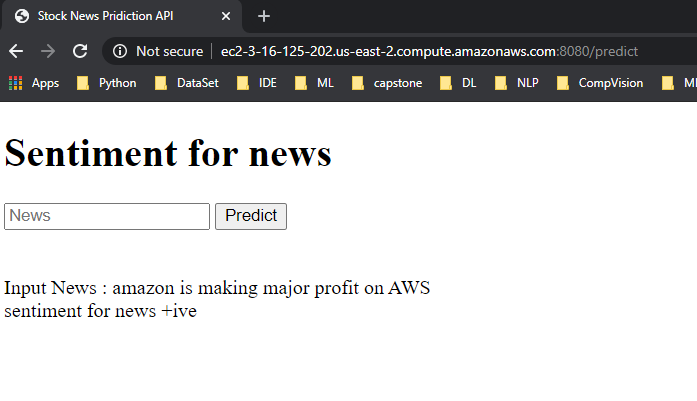 Stock News Pridiction API
Not secure ec2-3-16-125-202.us-east-2.compute.amazonaws.com:8080/predict
Apps Python DataSet IDE ML capstone DL NLP CompVision
Sentiment for news
News Predict
Input News : amazon is making major profit on AWS
sentiment for news +ive